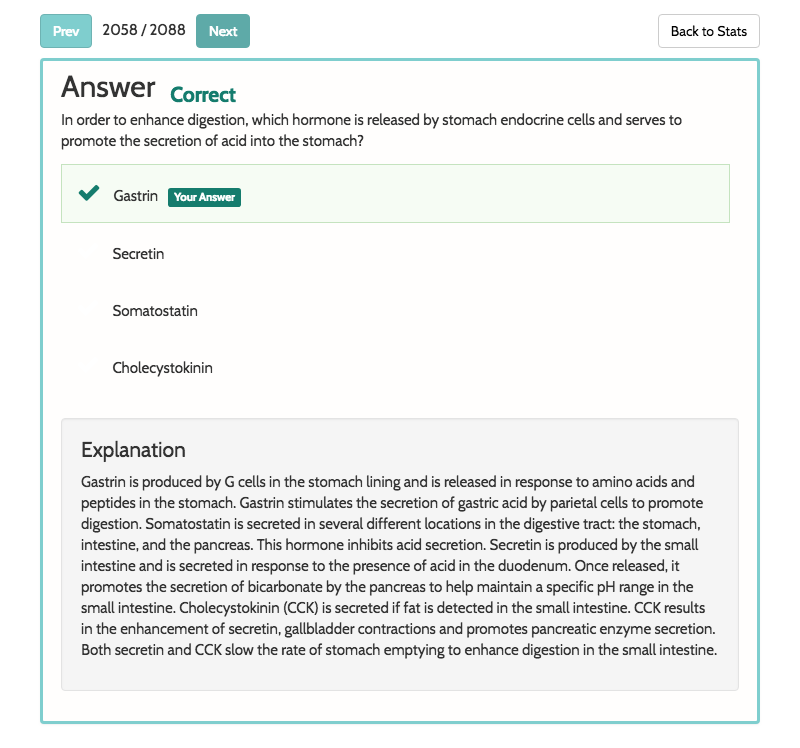 Prev 2058 / 2088 Next Back to Stats
Answer Correct
In order to enhance digestion, which hormone is released by stomach endocrine cells and serves to
promote the secretion of acid into the stomach?
Gastrin Your Answer
Secretin
Somatostatin
Cholecystokinin
Explanation
Gastrin is produced by G cells in the stomach lining and is released in response to amino acids and
peptides in the stomach. Gastrin stimulates the secretion of gastric acid by parietal cells to promote
digestion. Somatostatin is secreted in several different locations in the digestive tract: the stomach,
intestine, and the pancreas. This hormone inhibits acid secretion. Secretin is produced by the small
intestine and is secreted in response to the presence of acid in the duodenum. Once released, it
promotes the secretion of bicarbonate by the pancreas to help maintain a specific pH range in the
small intestine. Cholecystokinin (CCK) is secreted if fat is detected in the small intestine. CCK results
in the enhancement of secretin, gallbladder contractions and promotes pancreatic enzyme secretion.
Both secretin and CCK slow the rate of stomach emptying to enhance digestion in the small intestine.